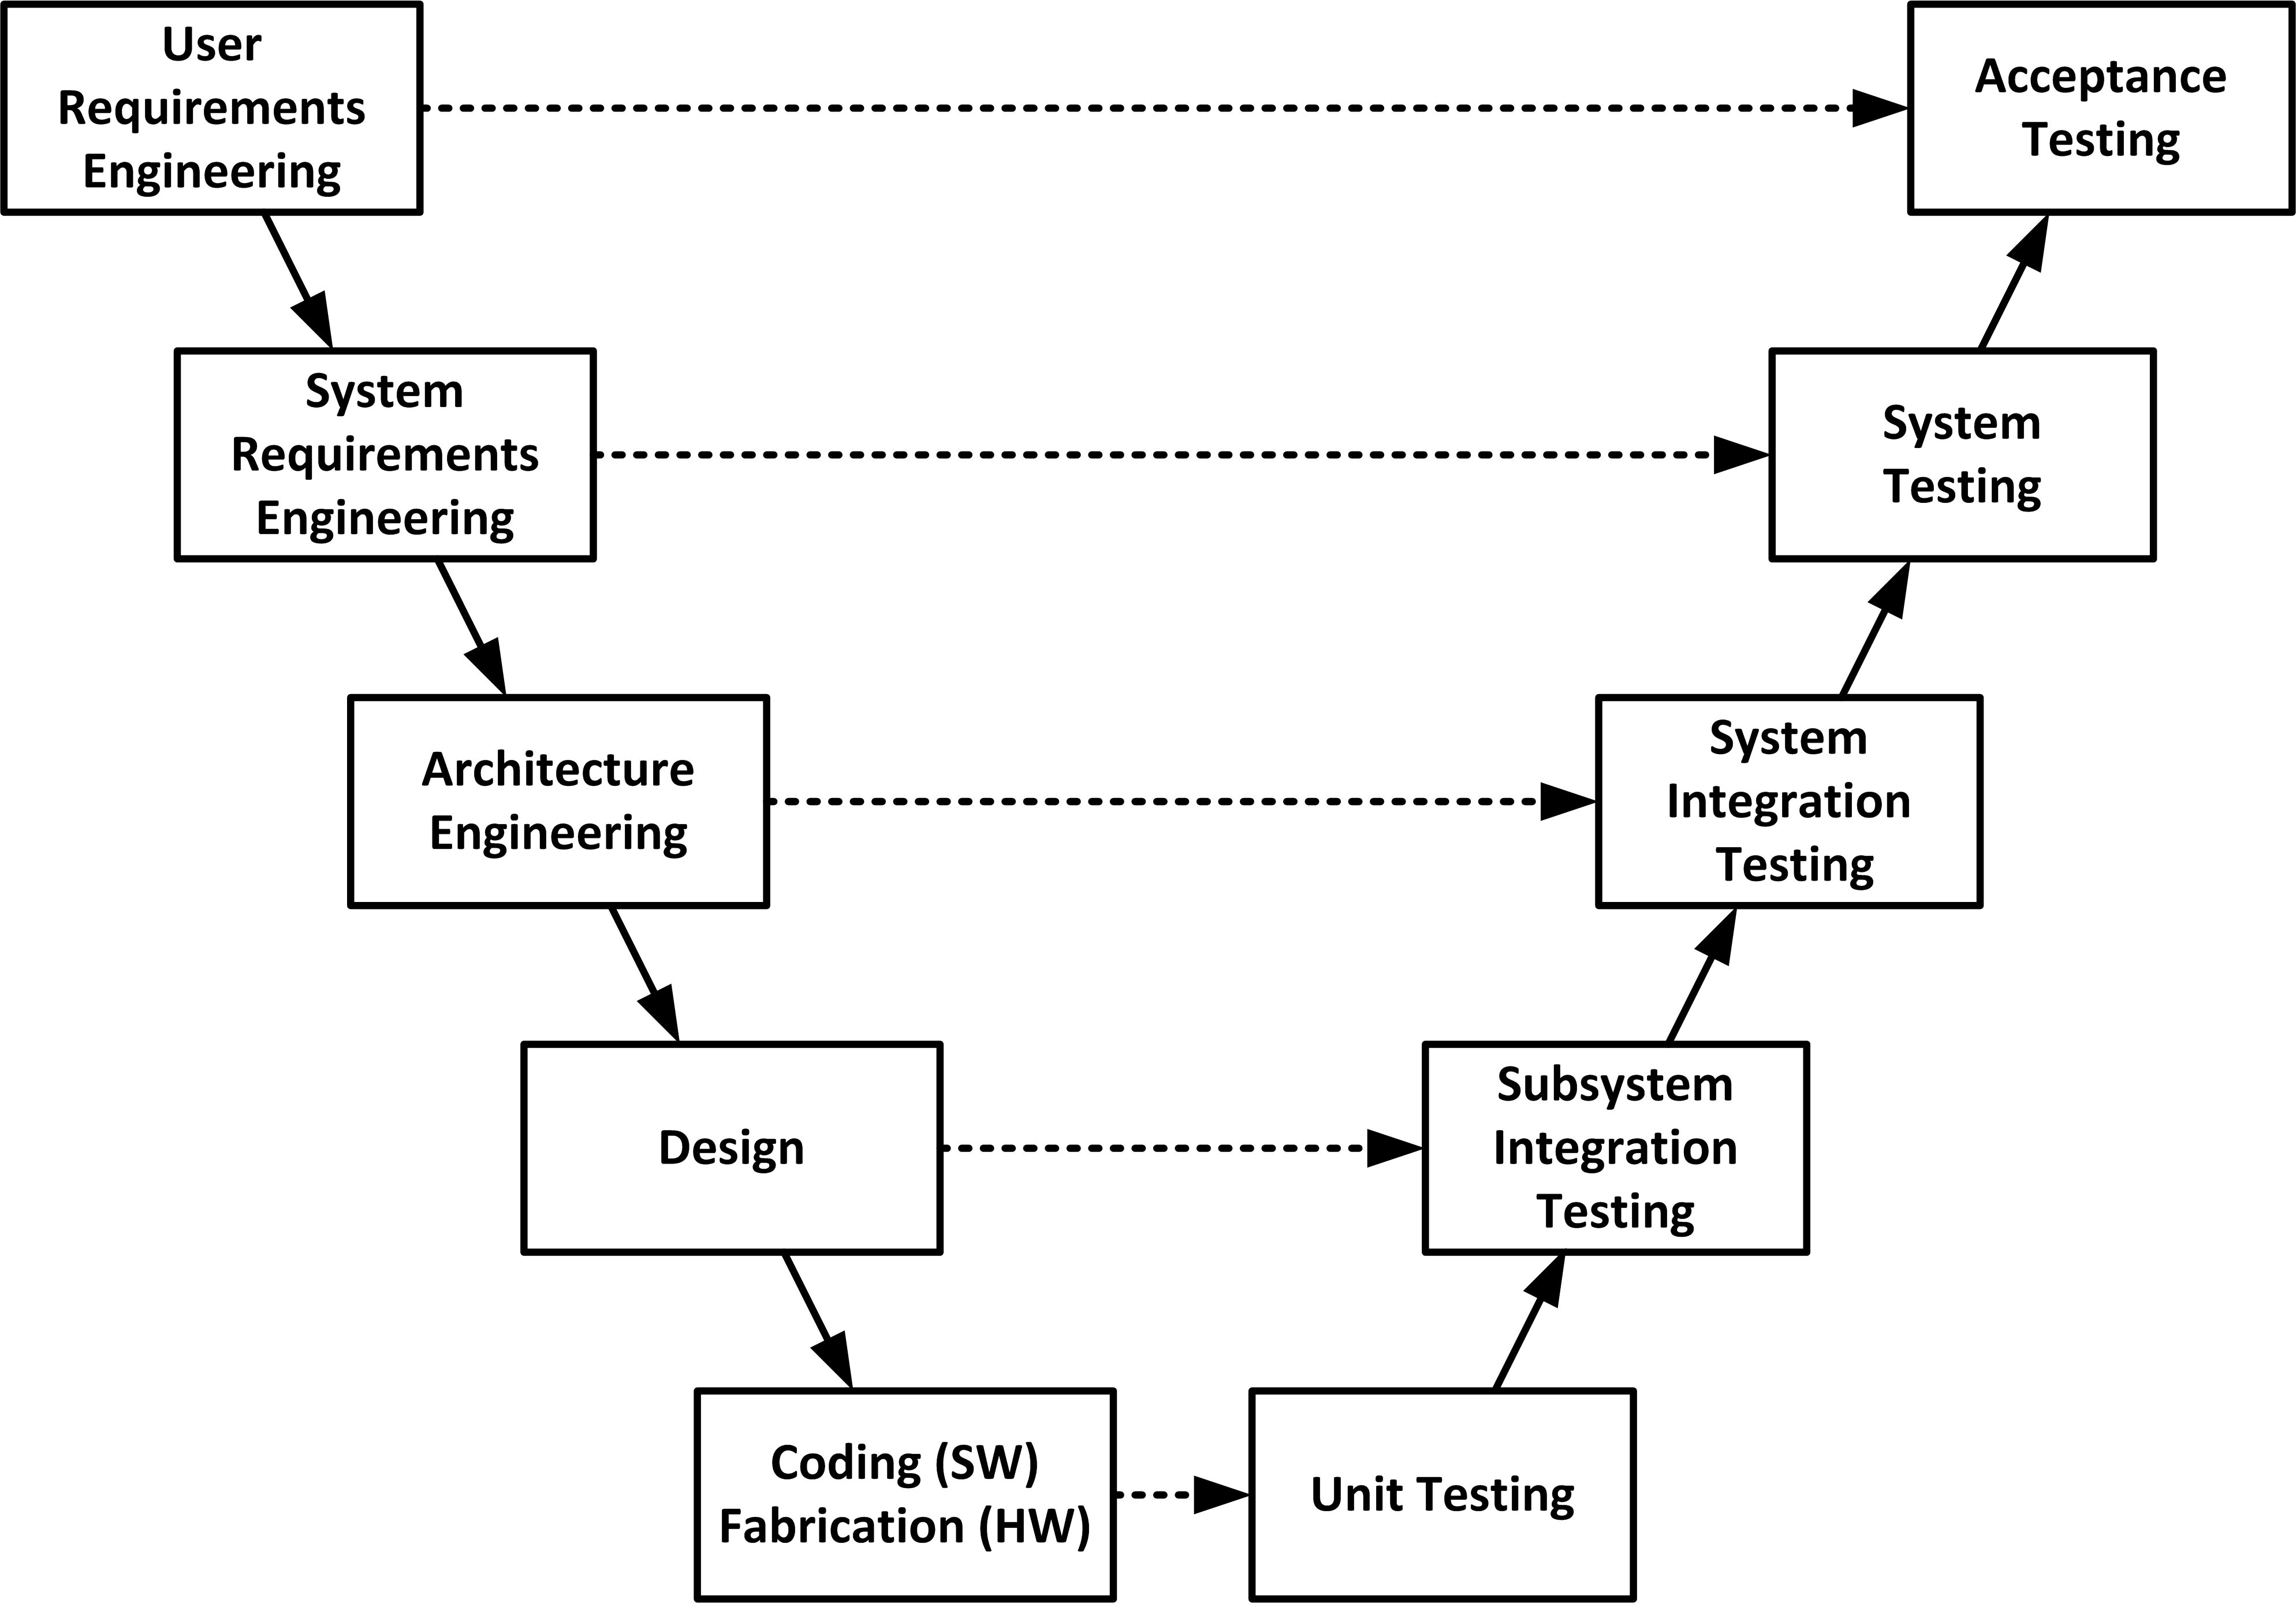 User
Requirements
Engineering
Acceptance
Testing
System
Requirements
Engineering
System
Testing
Architecture
Engineering
System
Integration
Testing
Design
Subsystem
Integration
Testing
Coding (SW)
Fabrication (HW)
Unit Testing